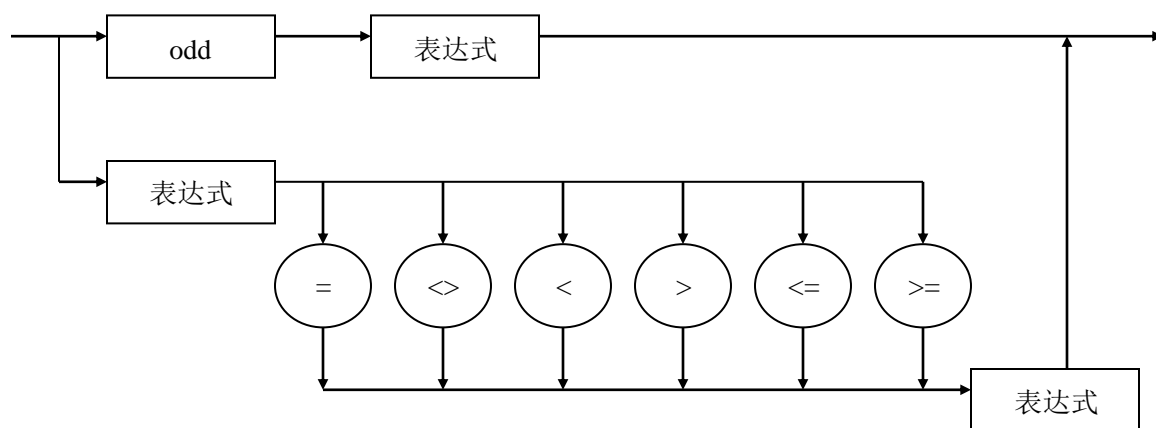 odd
表达式
表达式
=
<>
<
>
<=
>=
表达式